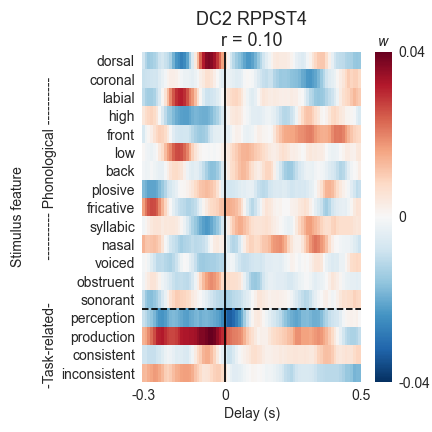 DC2 RPPST4
r = 0.10
w
dorsal
coronal
labial
high
front
low
back
plosive
fricative
syllabic
nasal
voiced
obstruent
sonorant
perception
production
consistent
inconsistent
Stimulus feature
---------- Phonological ----------
-Task-related-
-0.3
0
0.5
Delay (s)
0.04
0
-0.04